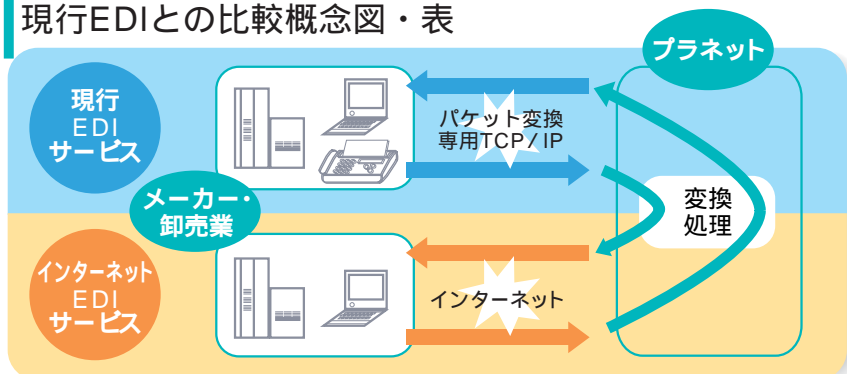 現行EDIとの比較概念図・表
プラネット
現行
EDI
サービス
パケット変換
専用TCP/IP
メーカー・
卸売業
変換
処理
インターネット
EDI
サービス
インターネット